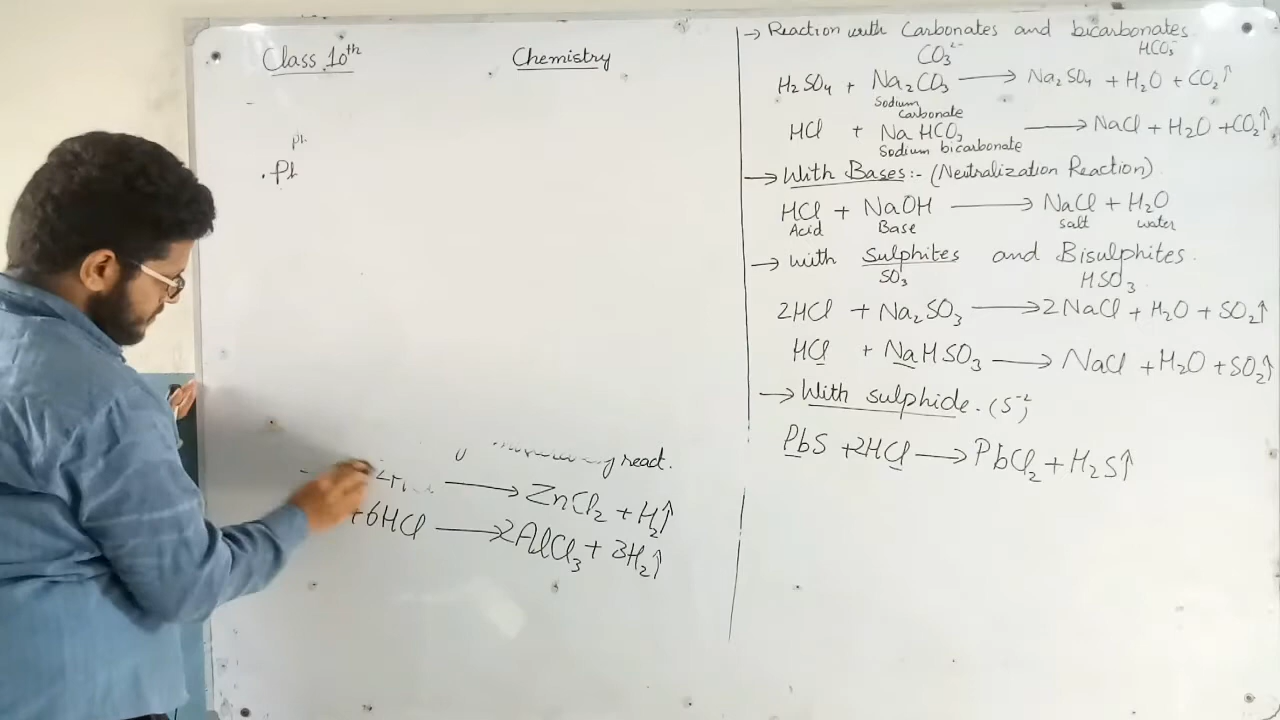 Class 10th
Chemistry
react.
⟶ ZnCl₂ + H₂↑
+6HCl ⟶ 2AlCl₃ + 3H₂↑
→ Reaction with Carbonates and bicarbonates
CO₃²⁻ HCO₃⁻
H₂SO₄ + Na₂CO₃ ⟶ Na₂SO₄ + H₂O + CO₂↑
Sodium
carbonate
HCl + NaHCO₃ ⟶ NaCl + H₂O + CO₂↑
Sodium bicarbonate
→ With Bases:- (Neutralization Reaction)
HCl + NaOH ⟶ NaCl + H₂O
Acid Base salt water
→ with Sulphites and Bisulphites.
SO₃ HSO₃
2HCl + Na₂SO₃ ⟶ 2NaCl + H₂O + SO₂↑
HCl + NaHSO₃ ⟶ NaCl + H₂O + SO₂↑
→ With sulphide. (S⁻²)
PbS + 2HCl ⟶ PbCl₂ + H₂S↑